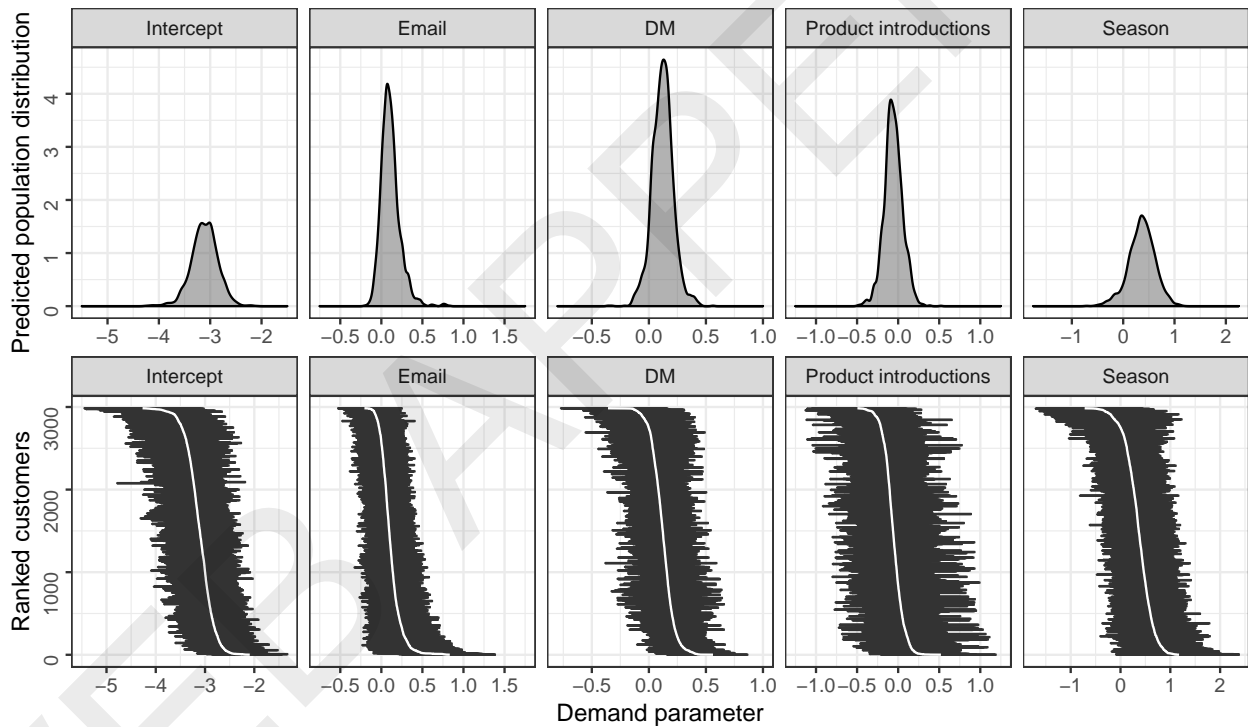 Intercept Email DM Product introductions Season
Predicted population distribution
4
3
2
1
0
−5 −4 −3 −2 −0.5 0.0 0.5 1.0 1.5 −0.5 0.0 0.5 1.0 −1.0 −0.5 0.0 0.5 1.0 −1 0 1 2
Intercept Email DM Product introductions Season
Ranked customers
3000
2000
1000
0
−5 −4 −3 −2 −0.5 0.0 0.5 1.0 1.5 −0.5 0.0 0.5 1.0 −1.0 −0.5 0.0 0.5 1.0 −1 0 1 2
Demand parameter